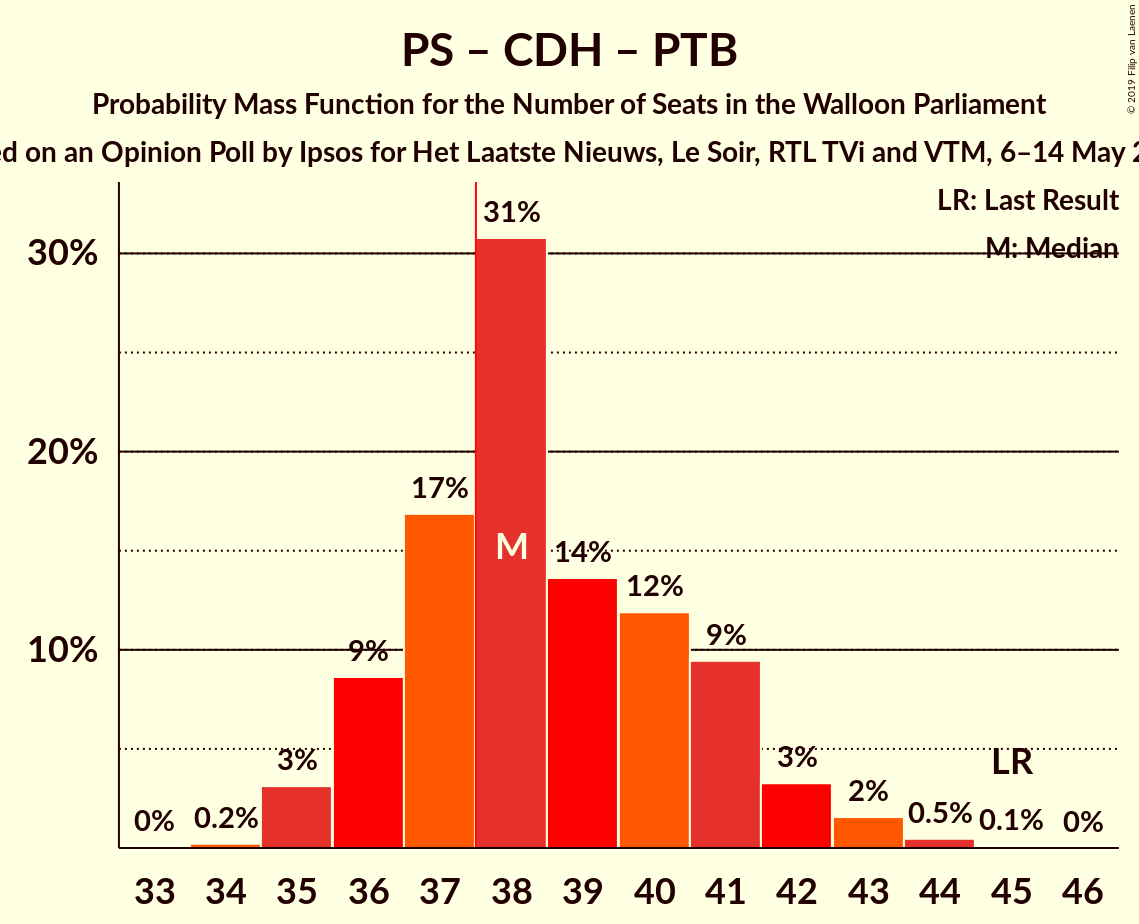 PS – CDH – PTB
Probability Mass Function for the Number of Seats in the Walloon Parliament
on an Opinion Poll by Ipsos for Het Laatste Nieuws, Le Soir, RTL TVi and VTM, 6–14 May
© 2019 Filip van Laenen
LR: Last Result
M: Median
30%
20%
10%
0%
0.2%
3%
9%
17%
31%
M
14%
12%
9%
3%
2%
0.5%
LR
0.1%
0%
33 34 35 36 37 38 39 40 41 42 43 44 45 46